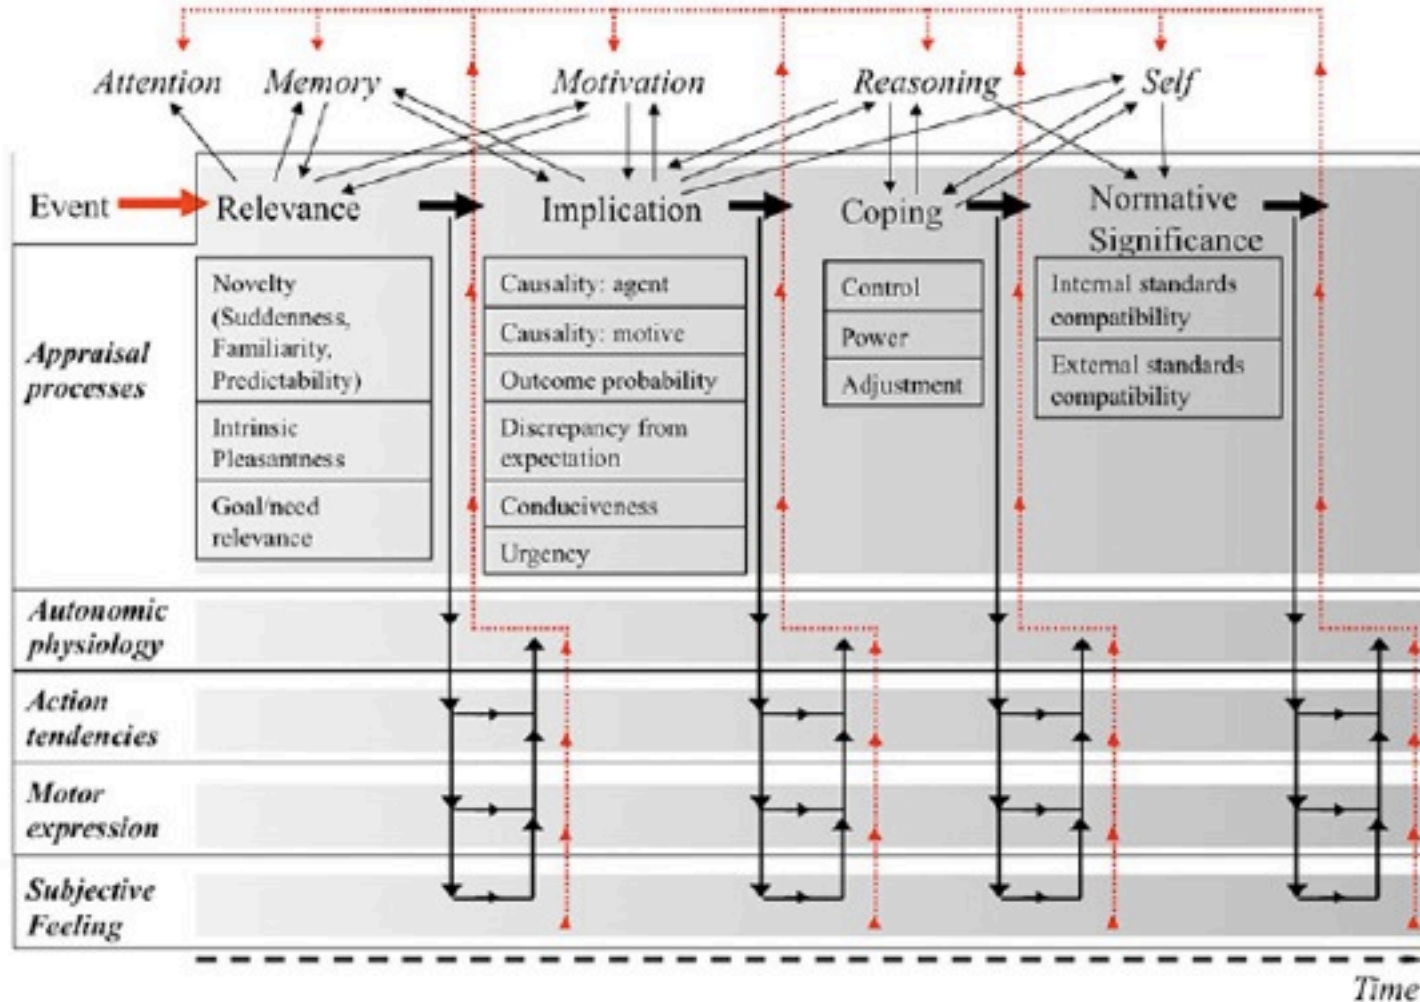 Attention Memory Motivation Reasoning Self
Event Relevance Implication Coping Normative
Significance
Appraisal
processes
Novelty
(Suddenness,
Familiarity,
Predictability)
Intrinsic
Pleasantness
Goal/need
relevance
Causality: agent
Causality: motive
Outcome probability
Discrepancy from
expectation
Conduciveness
Urgency
Control
Power
Adjustment
Internal standards
compatibility
External standards
compatibility
Autonomic
physiology
Action
tendencies
Motor
expression
Subjective
Feeling
Time